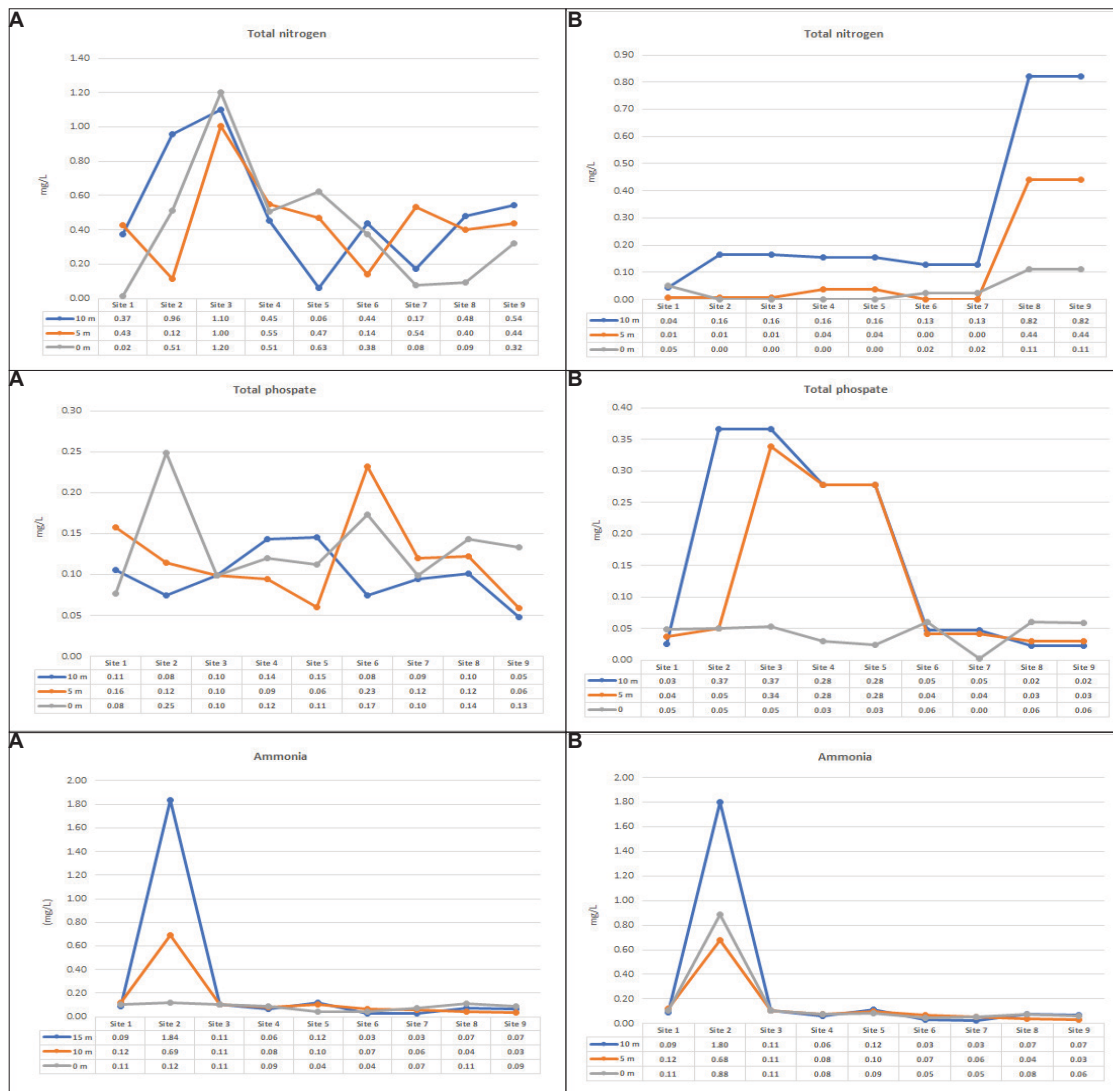 A
Total nitrogen
mg/L
1.40
1.20
1.00
0.80
0.60
0.40
0.20
0.00
Site 1 Site 2 Site 3 Site 4 Site 5 Site 6 Site 7 Site 8 Site 9
10 m 0.37 0.96 1.10 0.45 0.06 0.44 0.17 0.48 0.54
5 m 0.43 0.12 1.00 0.55 0.47 0.14 0.54 0.40 0.44
0 m 0.02 0.51 1.20 0.51 0.63 0.38 0.08 0.09 0.32
B
Total nitrogen
mg/L
0.90
0.80
0.70
0.60
0.50
0.40
0.30
0.20
0.10
0.00
Site 1 Site 2 Site 3 Site 4 Site 5 Site 6 Site 7 Site 8 Site 9
10 m 0.04 0.16 0.16 0.16 0.16 0.13 0.13 0.82 0.82
5 m 0.01 0.01 0.01 0.04 0.04 0.00 0.00 0.44 0.44
0 m 0.05 0.00 0.00 0.00 0.00 0.02 0.02 0.11 0.11
A
Total phospate
mg/L
0.30
0.25
0.20
0.15
0.10
0.05
0.00
Site 1 Site 2 Site 3 Site 4 Site 5 Site 6 Site 7 Site 8 Site 9
10 m 0.11 0.08 0.10 0.14 0.15 0.08 0.09 0.10 0.05
5 m 0.16 0.12 0.10 0.09 0.06 0.23 0.12 0.12 0.06
0 m 0.08 0.25 0.10 0.12 0.11 0.17 0.10 0.14 0.13
B
Total phospate
mg/L
0.40
0.35
0.30
0.25
0.20
0.15
0.10
0.05
0.00
Site 1 Site 2 Site 3 Site 4 Site 5 Site 6 Site 7 Site 8 Site 9
10 m 0.03 0.37 0.37 0.28 0.28 0.05 0.05 0.02 0.02
5 m 0.04 0.05 0.34 0.28 0.28 0.04 0.04 0.03 0.03
0 0.05 0.05 0.05 0.03 0.03 0.06 0.00 0.06 0.06
A
Ammonia
(mg/L)
2.00
1.80
1.60
1.40
1.20
1.00
0.80
0.60
0.40
0.20
0.00
Site 1 Site 2 Site 3 Site 4 Site 5 Site 6 Site 7 Site 8 Site 9
15 m 0.09 1.84 0.11 0.06 0.12 0.03 0.03 0.07 0.07
10 m 0.12 0.69 0.11 0.08 0.10 0.07 0.06 0.04 0.03
0 m 0.11 0.12 0.11 0.09 0.04 0.04 0.07 0.11 0.09
B
Ammonia
mg/L
2.00
1.80
1.60
1.40
1.20
1.00
0.80
0.60
0.40
0.20
0.00
Site 1 Site 2 Site 3 Site 4 Site 5 Site 6 Site 7 Site 8 Site 9
10 m 0.09 1.80 0.11 0.06 0.12 0.03 0.03 0.07 0.07
5 m 0.12 0.68 0.11 0.08 0.10 0.07 0.06 0.04 0.03
0 m 0.11 0.88 0.11 0.08 0.09 0.05 0.05 0.08 0.06